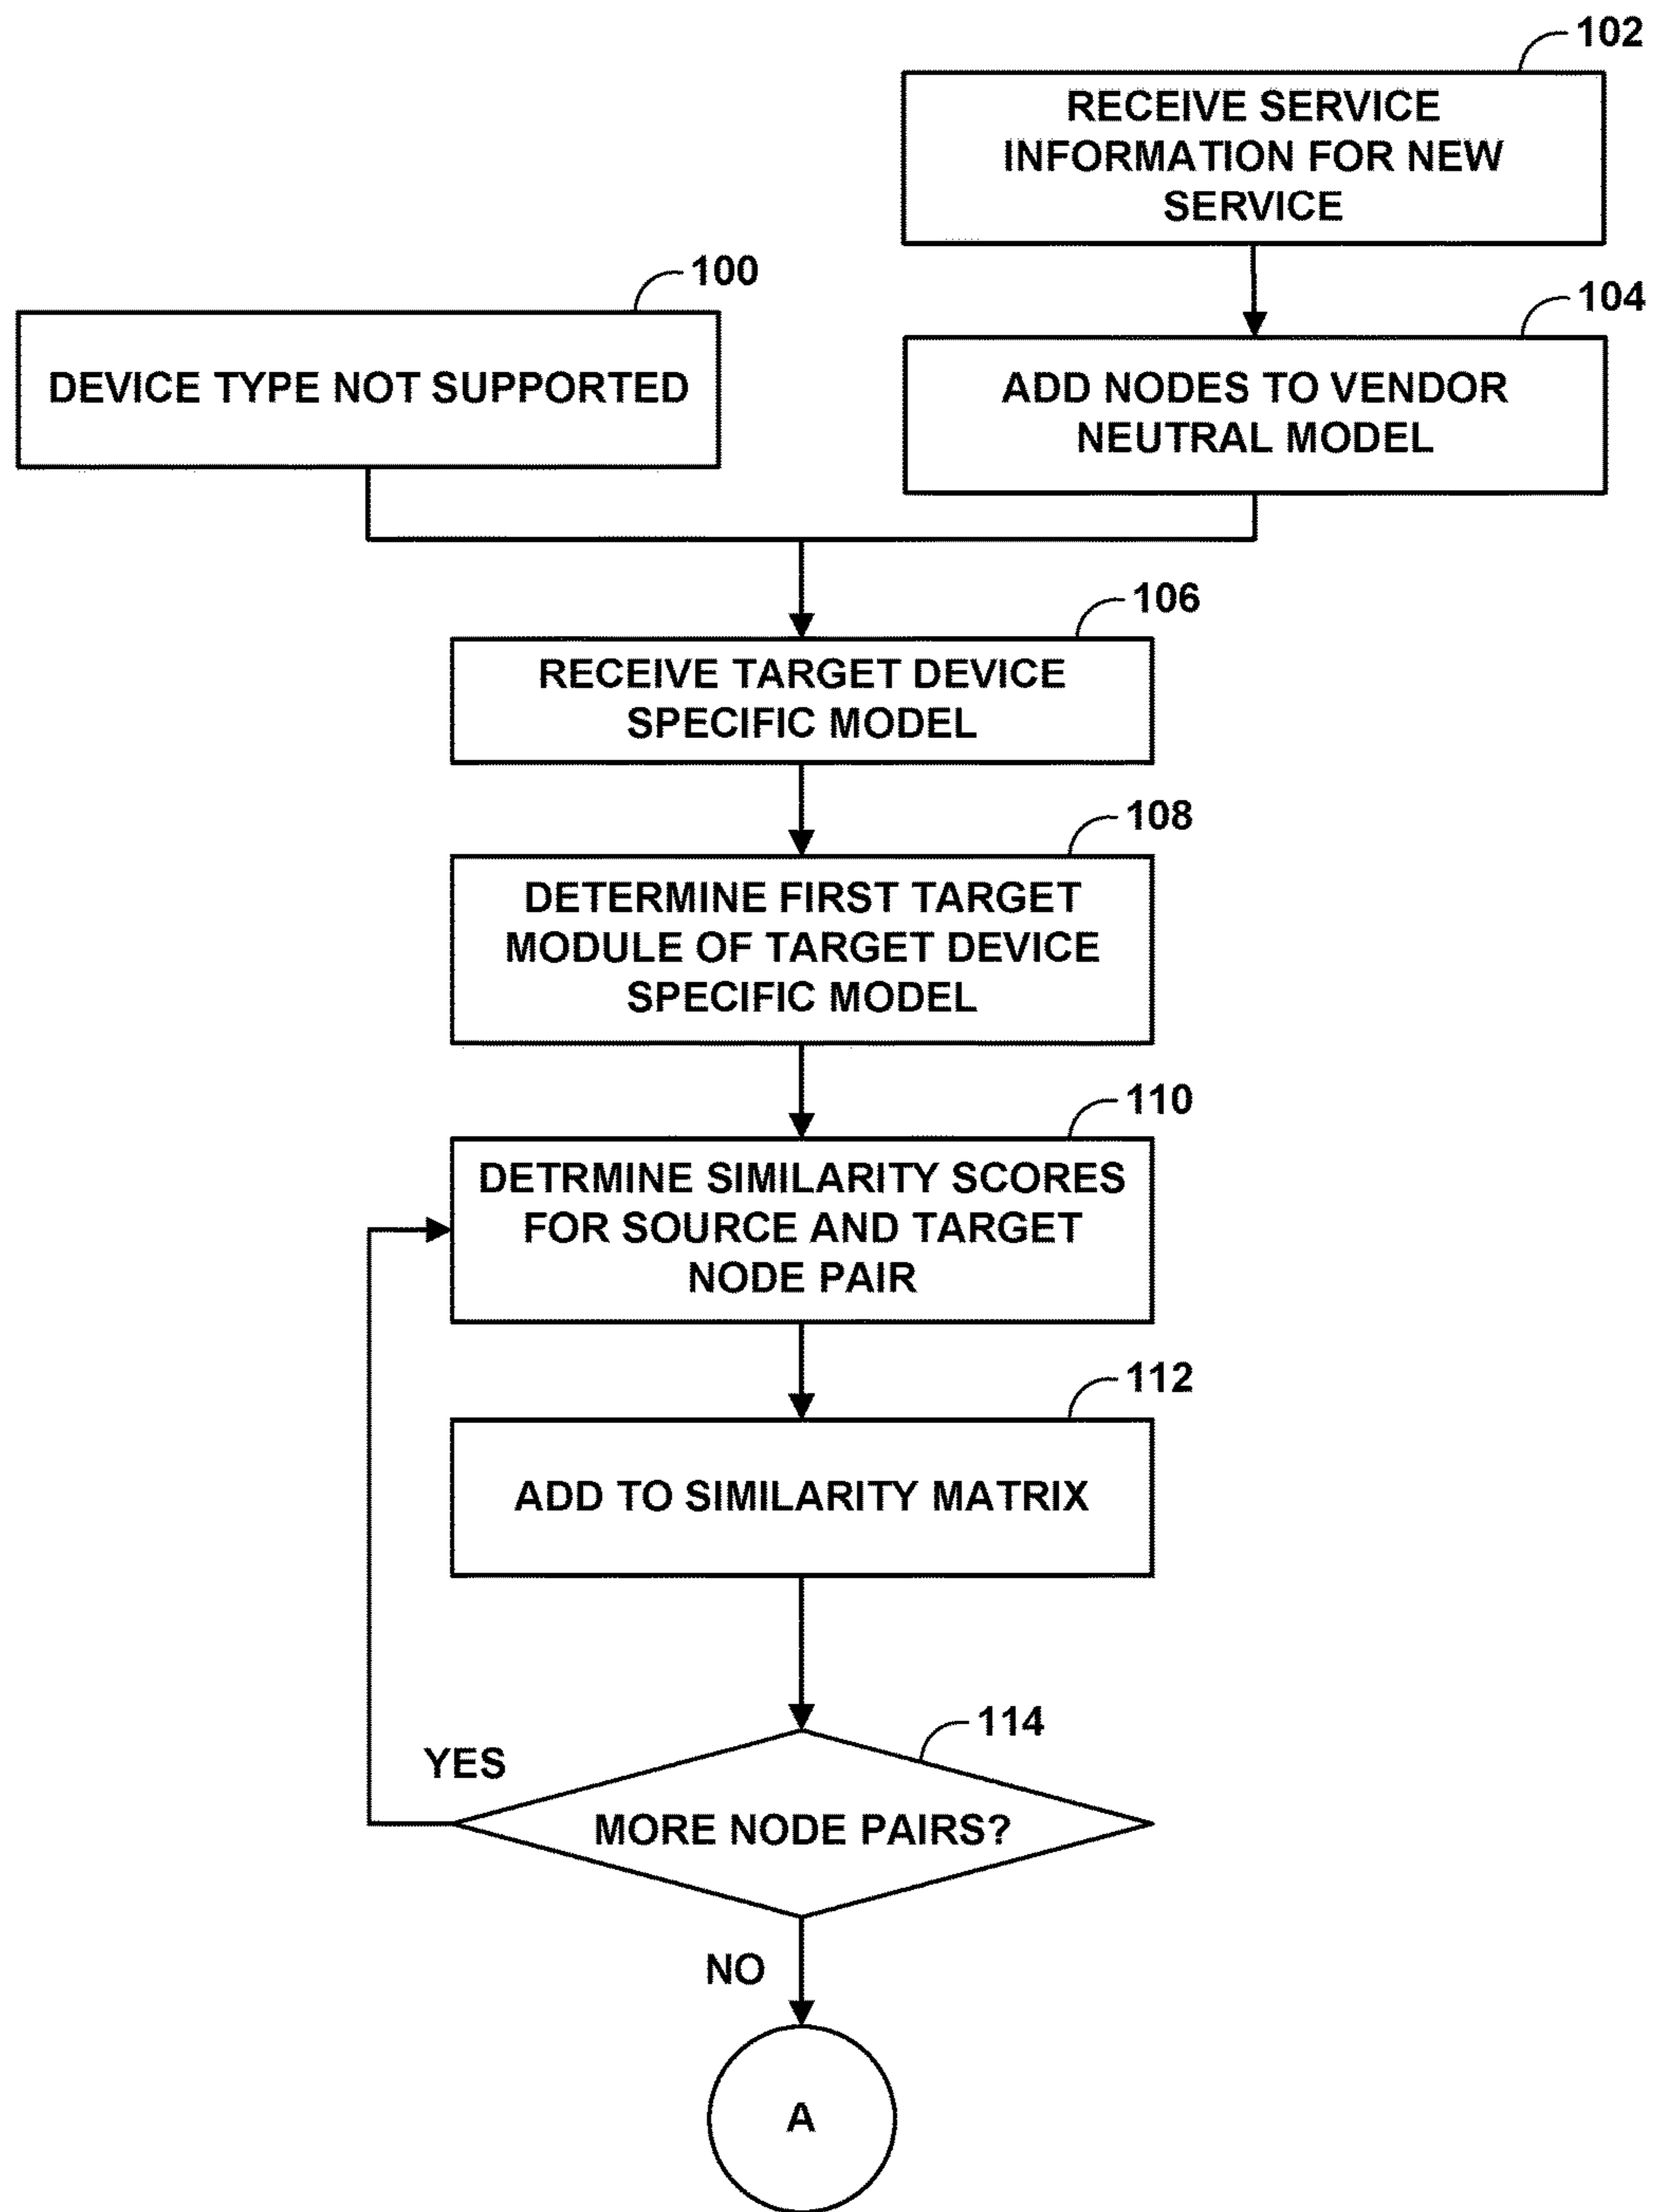 102
RECEIVE SERVICE
INFORMATION FOR NEW
SERVICE
100
DEVICE TYPE NOT SUPPORTED
104
ADD NODES TO VENDOR
NEUTRAL MODEL
106
RECEIVE TARGET DEVICE
SPECIFIC MODEL
108
DETERMINE FIRST TARGET
MODULE OF TARGET DEVICE
SPECIFIC MODEL
110
DETRMINE SIMILARITY SCORES
FOR SOURCE AND TARGET
NODE PAIR
112
ADD TO SIMILARITY MATRIX
114
YES
MORE NODE PAIRS?
NO
A